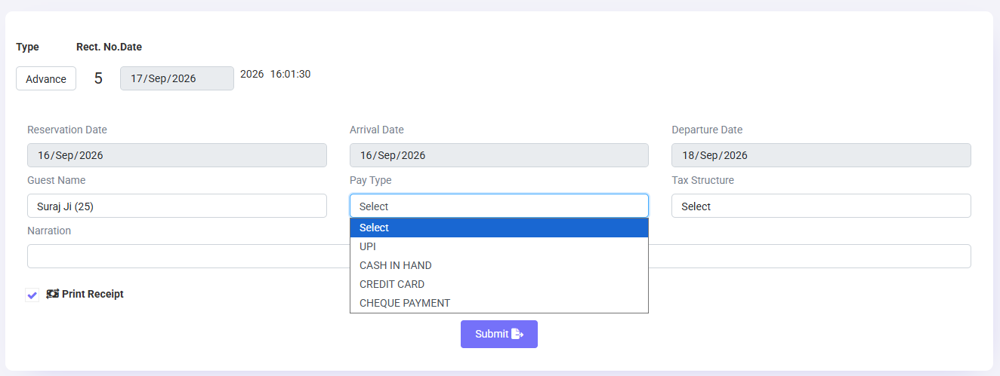 Type Rect. No.Date
Advance 5 17/Sep/2026 2026 16:01:30
Reservation Date Arrival Date Departure Date
16/Sep/2026 16/Sep/2026 18/Sep/2026
Guest Name Pay Type Tax Structure
Suraj Ji (25) Select Select
Select
Narration
UPI
CASH IN HAND
CREDIT CARD
Print Receipt
CHEQUE PAYMENT
Submit